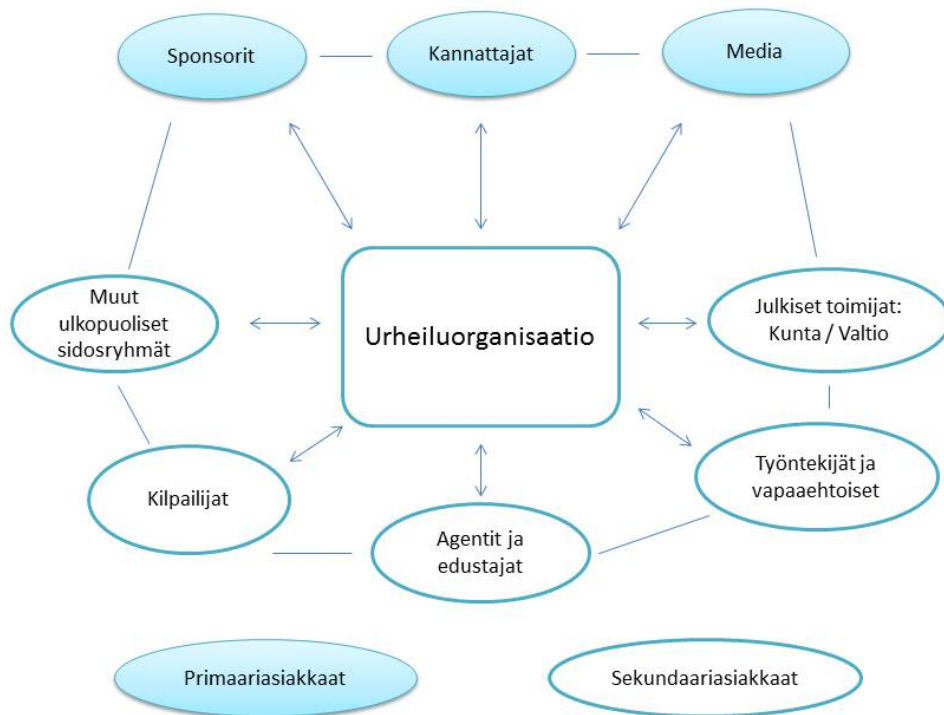 Sponsorit
Kannattajat
Media
Muut
ulkopuoliset
sidosryhmät
Urheiluorganisaatio
Julkiset toimijat:
Kunta / Valtio
Kilpailijat
Agentit ja
edustajat
Työntekijät ja
vapaaehtoiset
Primaariasiakkaat
Sekundaariasiakkaat